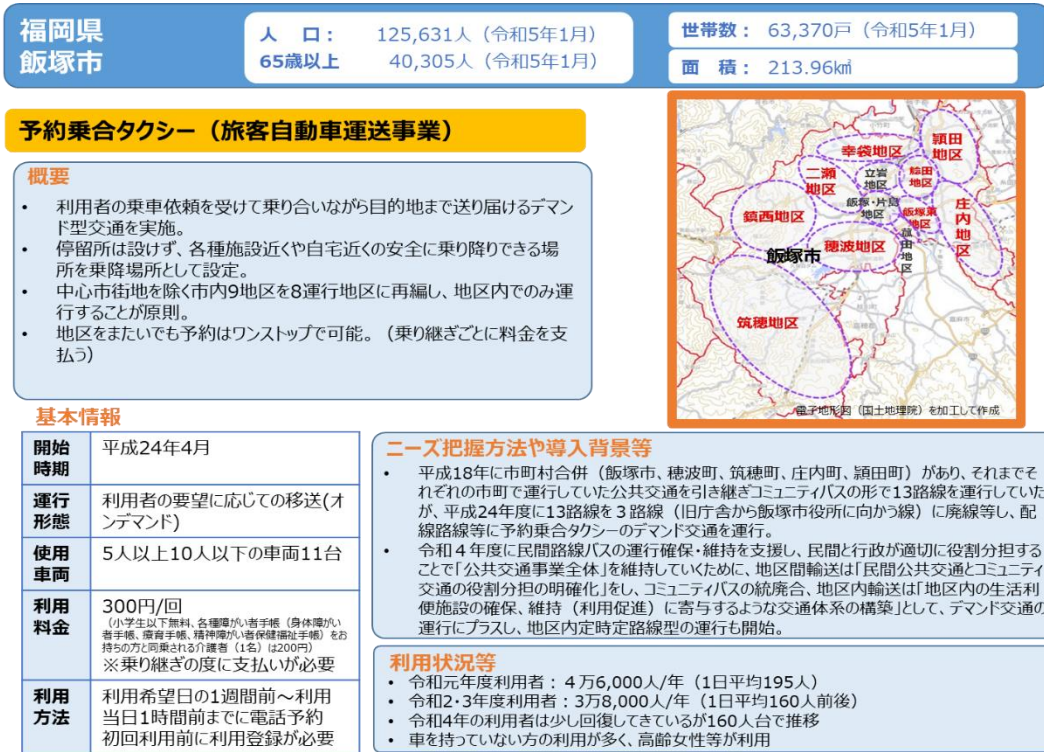 福岡県
飯塚市
人 口： 125,631人（令和5年1月）
65歳以上 40,305人（令和5年1月）
世帯数： 63,370戸（令和5年1月）
面 積： 213.96㎢
予約乗合タクシー（旅客自動車運送事業）
概要
• 利用者の乗車依頼を受けて乗り合いながら目的地まで送り届けるデマン
ド型交通を実施。
• 停留所は設けず、各種施設近くや自宅近くの安全に乗り降りできる場
所を乗降場所として設定。
• 中心市街地を除く市内9地区を8運行地区に再編し、地区内でのみ運
行することが原則。
• 地区をまたいでも予約はワンストップで可能。（乗り継ぎごとに料金を支
払う）
幸袋地区
頴田
地区
二瀬
地区
立岩
地区
鯰田
地区
飯塚・片島
地区
飯塚東
地区
庄内地区
鎮西地区
飯塚市
穂波地区
菰田地区
筑穂地区
電子地形図（国土地理院）を加工して作成
基本情報
開始
時期
平成24年4月
運行
形態
利用者の要望に応じての移送(オ
ンデマンド)
使用
車両
5人以上10人以下の車両11台
利用
料金
300円/回
（小学生以下無料、各種障がい者手帳（身体障がい
者手帳、療育手帳、精神障がい者保健福祉手帳）をお
持ちの方と同乗される介護者（1名）は200円）
※乗り継ぎの度に支払いが必要
利用
方法
利用希望日の1週間前～利用
当日1時間前までに電話予約
初回利用前に利用登録が必要
ニーズ把握方法や導入背景等
• 平成18年に市町村合併（飯塚市、穂波町、筑穂町、庄内町、頴田町）があり、それまでそ
れぞれの市町で運行していた公共交通を引き継ぎコミュニティバスの形で13路線を運行していた
が、平成24年度に13路線を３路線（旧庁舎から飯塚市役所に向かう線）に廃線等し、配
線路線等に予約乗合タクシーのデマンド交通を運行。
• 令和４年度に民間路線バスの運行確保・維持を支援し、民間と行政が適切に役割分担する
ことで「公共交通事業全体」を維持していくために、地区間輸送は「民間公共交通とコミュニティ
交通の役割分担の明確化」をし、コミュニティバスの統廃合、地区内輸送は「地区内の生活利
便施設の確保、維持（利用促進）に寄与するような交通体系の構築」として、デマンド交通の
運行にプラスし、地区内定時定路線型の運行も開始。
利用状況等
• 令和元年度利用者：４万6,000人/年（1日平均195人）
• 令和2・3年度利用者：3万8,000人/年（1日平均160人前後）
• 令和4年の利用者は少し回復してきているが160人台で推移
• 車を持っていない方の利用が多く、高齢女性等が利用